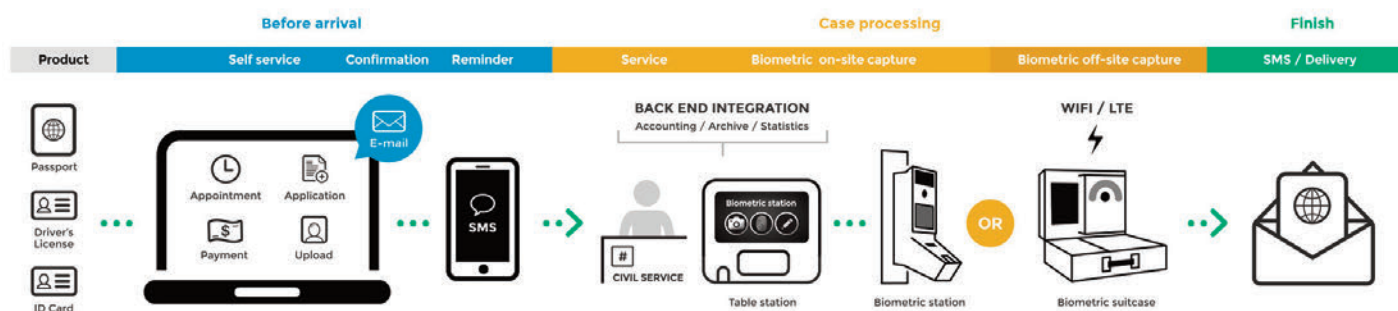 Before arrival
Case processing
Finish
Product
Self service
Confirmation
Reminder
Service
Biometric on-site capture
Biometric off-site capture
SMS / Delivery
Passport
Driver's
License
ID Card
E-mail
Appointment
Application
$
Payment
Upload
SMS
BACK END INTEGRATION
Accounting / Archive / Statistics
#
CIVIL SERVICE
Biometric station
Table station
Biometric station
OR
WIFI / LTE
Biometric suitcase